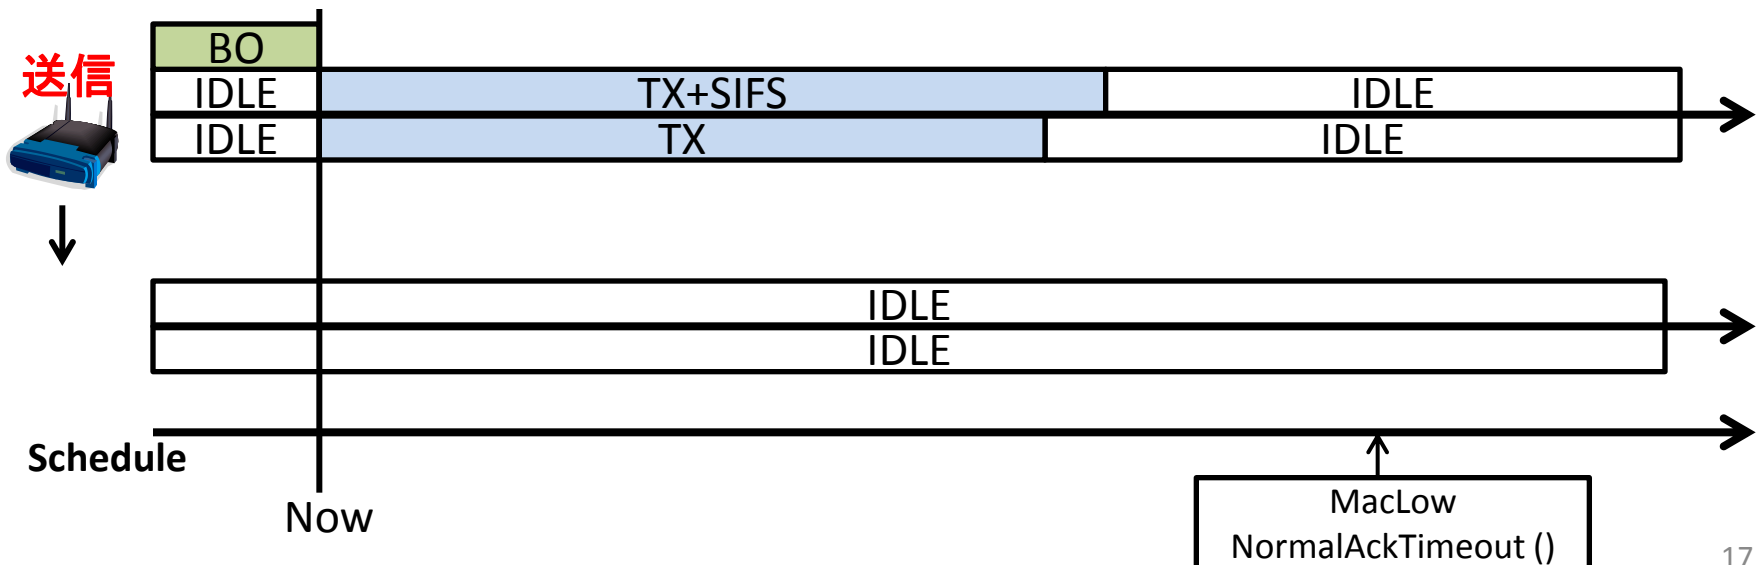 BO
送信
IDLE
TX+SIFS
IDLE
IDLE
TX
IDLE
IDLE
IDLE
Schedule
Now
MacLow
NormalAckTimeout ()
17